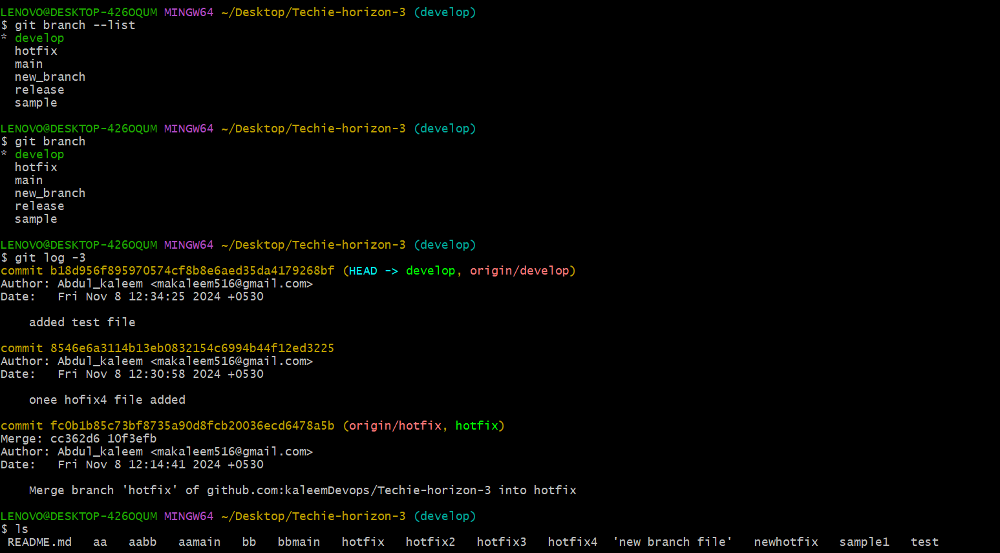 LENOVO@DESKTOP-426OQUM MINGW64 ~/Desktop/Techie-horizon-3 (develop)
$ git branch --list
* develop
  hotfix
  main
  new_branch
  release
  sample

LENOVO@DESKTOP-426OQUM MINGW64 ~/Desktop/Techie-horizon-3 (develop)
$ git branch
* develop
  hotfix
  main
  new_branch
  release
  sample

LENOVO@DESKTOP-426OQUM MINGW64 ~/Desktop/Techie-horizon-3 (develop)
$ git log -3
commit b18d956f895970574cf8b8e6aed35da4179268bf (HEAD -> develop, origin/develop)
Author: Abdul_kaleem <makaleem516@gmail.com>
Date:   Fri Nov 8 12:34:25 2024 +0530

    added test file

commit 8546e6a3114b13eb0832154c6994b44f12ed3225
Author: Abdul_kaleem <makaleem516@gmail.com>
Date:   Fri Nov 8 12:30:58 2024 +0530

    onee hofix4 file added

commit fc0b1b85c73bf8735a90d8fcb20036ecd6478a5b (origin/hotfix, hotfix)
Merge: cc362d6 10f3efb
Author: Abdul_kaleem <makaleem516@gmail.com>
Date:   Fri Nov 8 12:14:41 2024 +0530

    Merge branch 'hotfix' of github.com:kaleemDevops/Techie-horizon-3 into hotfix

LENOVO@DESKTOP-426OQUM MINGW64 ~/Desktop/Techie-horizon-3 (develop)
$ ls
 README.md   aa   aabb   aamain   bb   bbmain   hotfix   hotfix2   hotfix3   hotfix4  'new branch file'   newhotfix   sample1   test